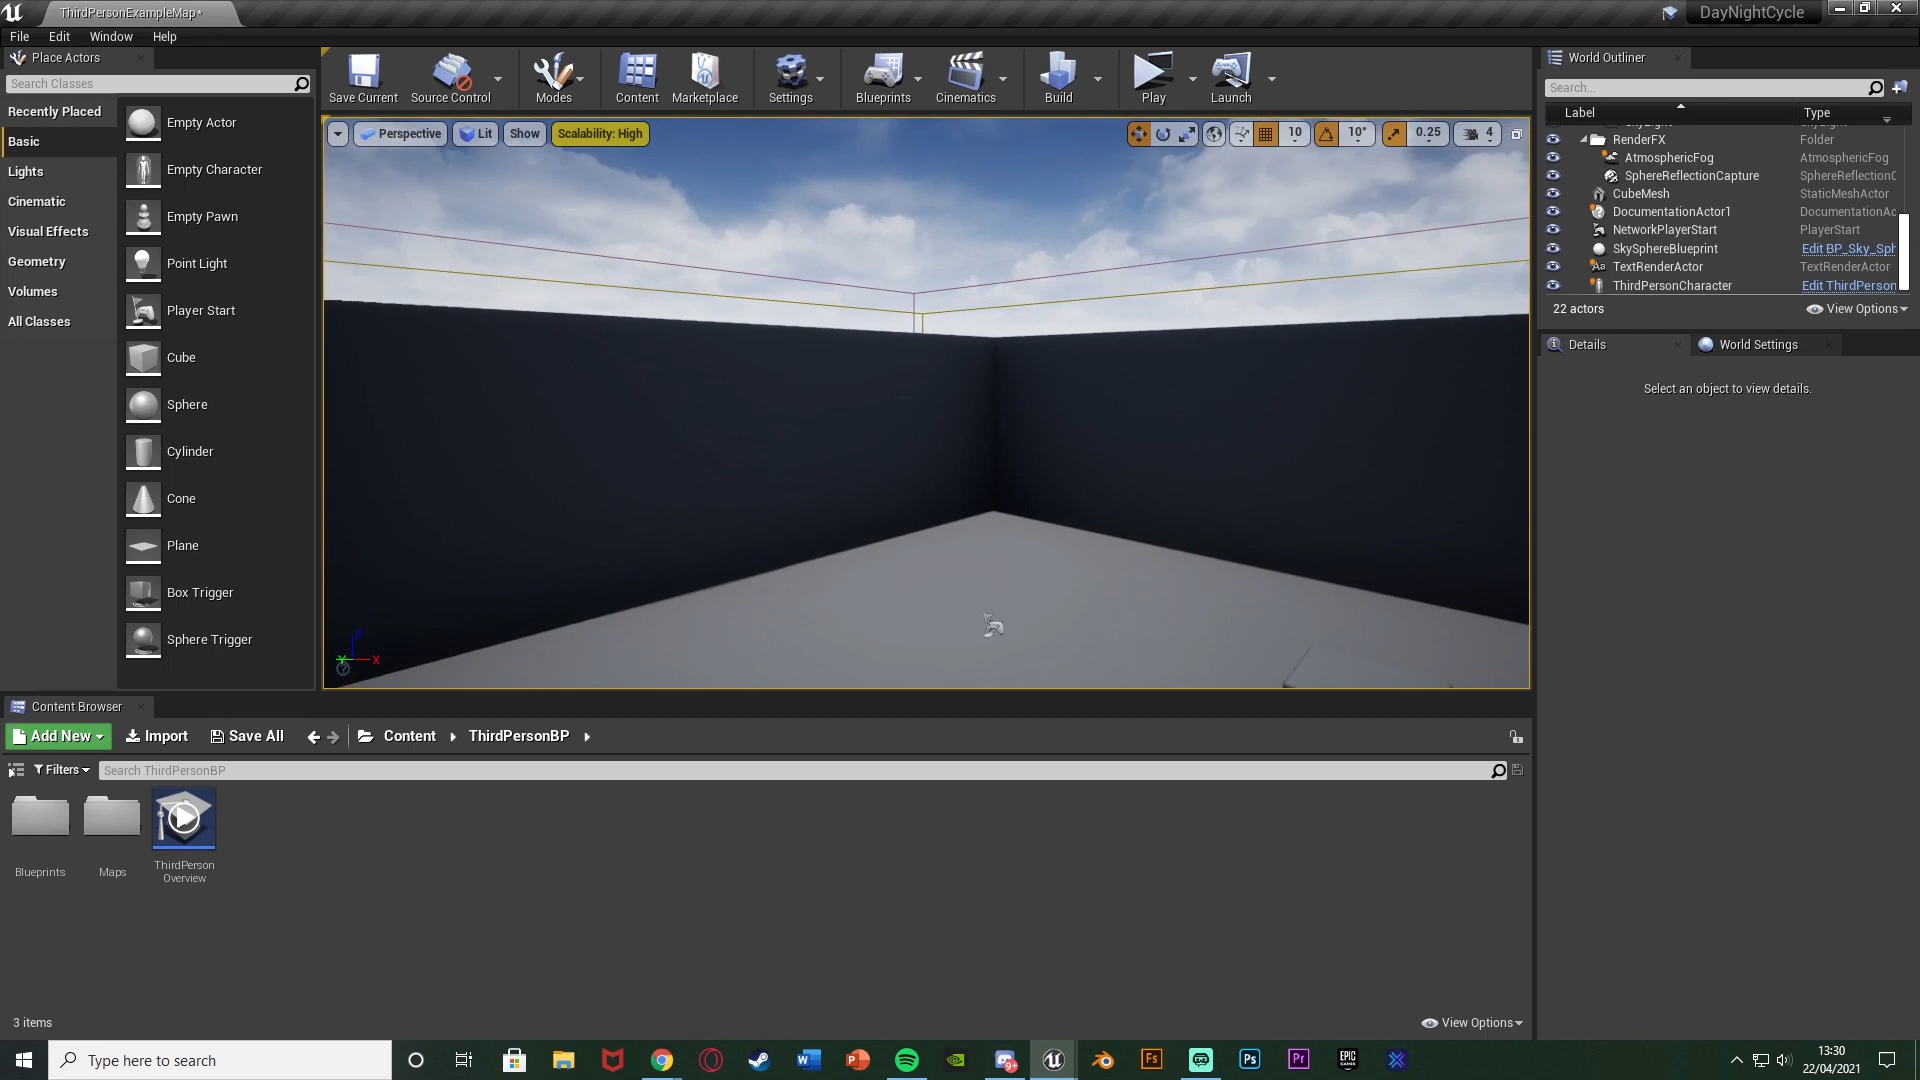 ThirdPersonExampleMap*
DayNightCycle
File Edit Window Help
Place Actors
Search Classes
Recently Placed
Basic
Lights
Cinematic
Visual Effects
Geometry
Volumes
All Classes
Empty Actor
Empty Character
Empty Pawn
Point Light
Player Start
Cube
Sphere
Cylinder
Cone
Plane
Box Trigger
Sphere Trigger
Save Current Source Control Modes Content Marketplace Settings Blueprints Cinematics Build Play Launch
Perspective Lit Show Scalability: High 10 10° 0.25 4
X
World Outliner
Search...
Label Type
RenderFX Folder
AtmosphericFog AtmosphericFog
SphereReflectionCapture SphereReflectionC
CubeMesh StaticMeshActor
DocumentationActor1 DocumentationAc
NetworkPlayerStart PlayerStart
SkySphereBlueprint Edit BP_Sky_Sph
TextRenderActor TextRenderActor
ThirdPersonCharacter Edit ThirdPerson
22 actors View Options
Details World Settings
Select an object to view details.
Content Browser
Add New Import Save All Content ThirdPersonBP
Filters Search ThirdPersonBP
Blueprints
Maps
ThirdPerson
Overview
3 items View Options
Type here to search
9+
W P Fs Ps Pr EPIC GAMES
13:30
22/04/2021